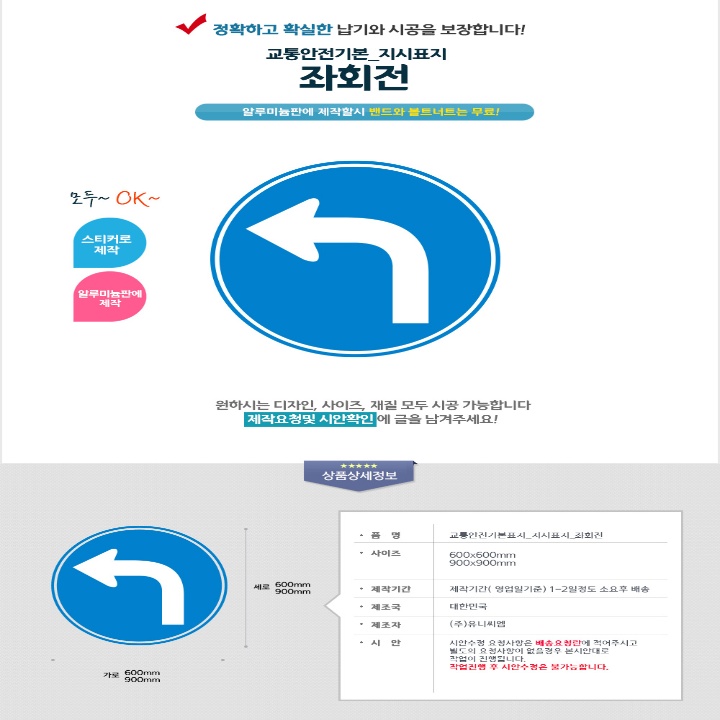 정확하고 확실한 납기와 시공을 보장합니다!
교통안전기본_지시표지
좌회전
알루미늄판에 제작할시 밴드와 볼트너트는 무료!
모두~ OK~
스티커로
제작
알루미늄판에
제작
원하시는 디자인, 사이즈, 재질 모두 시공 가능합니다
제작요청및 시안확인에 글을 남겨주세요!
★★★★★
상품상세정보
세로 600mm
900mm
가로 600mm
900mm
품 명 교통안전기본표지_지시표지_좌회전
사이즈 600x600mm
900x900mm
제작기간 제작기간( 영업일기준) 1-2일정도 소요후 배송
제조국 대한민국
제조자 (주)유니씨엠
시 안 시안수정 요청사항은 배송요청란에 적어주시고
별도의 요청사항이 없을경우 본시안대로
작업이 진행됩니다.
작업진행 후 시안수정은 불가능합니다.